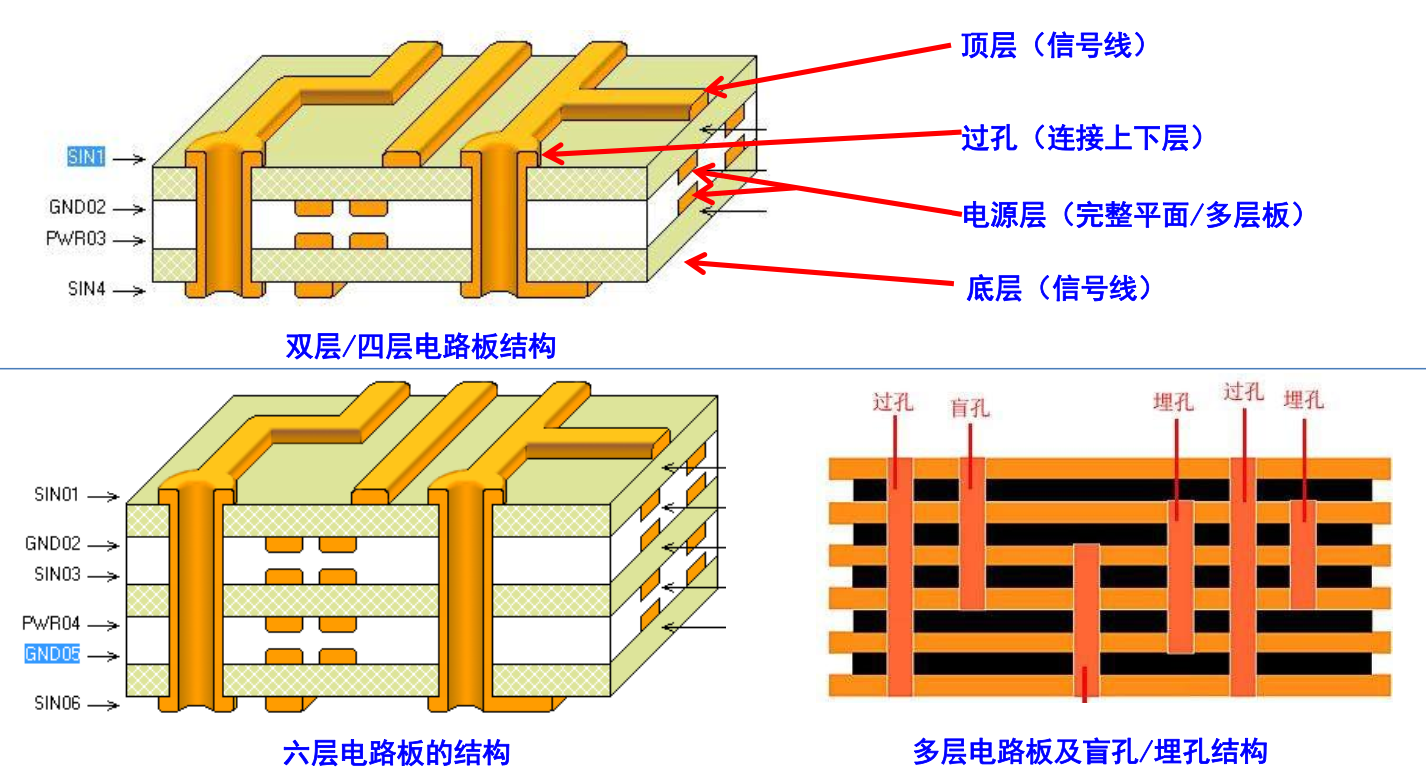 顶层（信号线）
过孔（连接上下层）
SIN1
GND02
电源层（完整平面/多层板）
PWR03
底层（信号线）
SIN4
双层/四层电路板结构
过孔
盲孔
埋孔
过孔
埋孔
SIN01
GND02
SIN03
PWR04
GND05
SIN06
六层电路板的结构
多层电路板及盲孔/埋孔结构